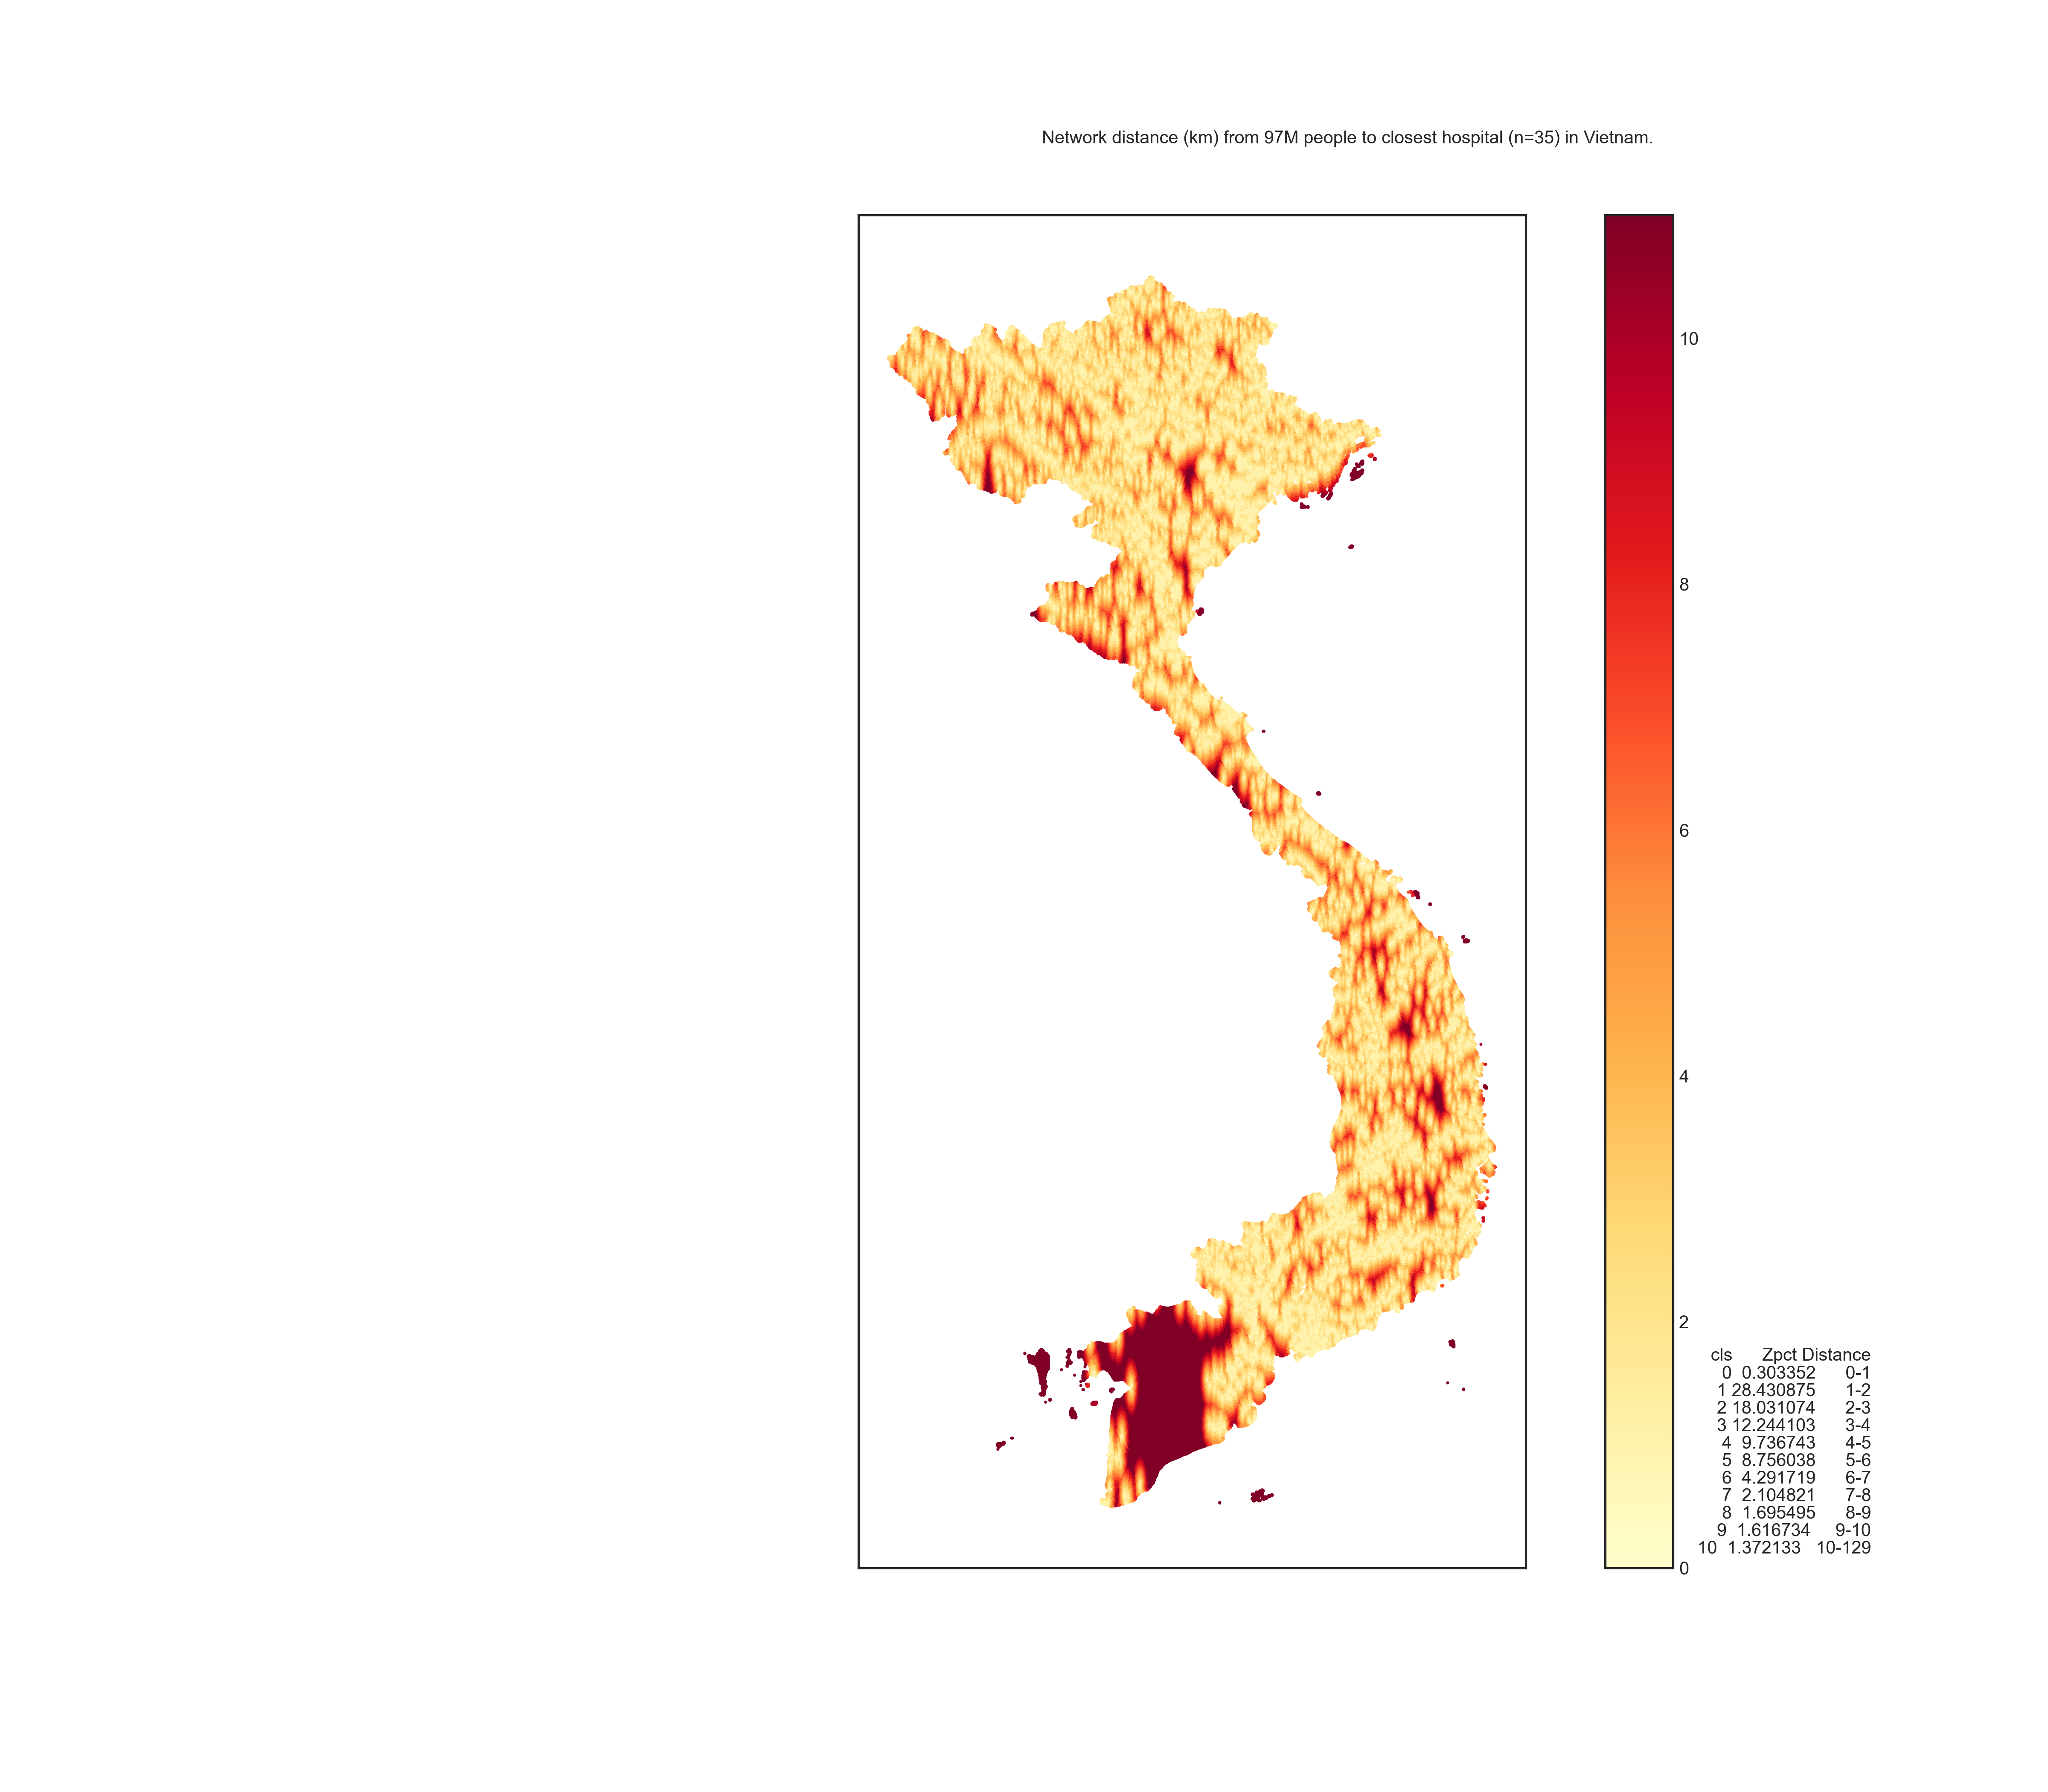 Network distance (km) from 97M people to closest hospital (n=35) in Vietnam.
10
8
6
4
2
0
cls Zpct Distance
0 0.303352 0-1
1 28.430875 1-2
2 18.031074 2-3
3 12.244103 3-4
4 9.736743 4-5
5 8.756038 5-6
6 4.291719 6-7
7 2.104821 7-8
8 1.695495 8-9
9 1.616734 9-10
10 1.372133 10-129